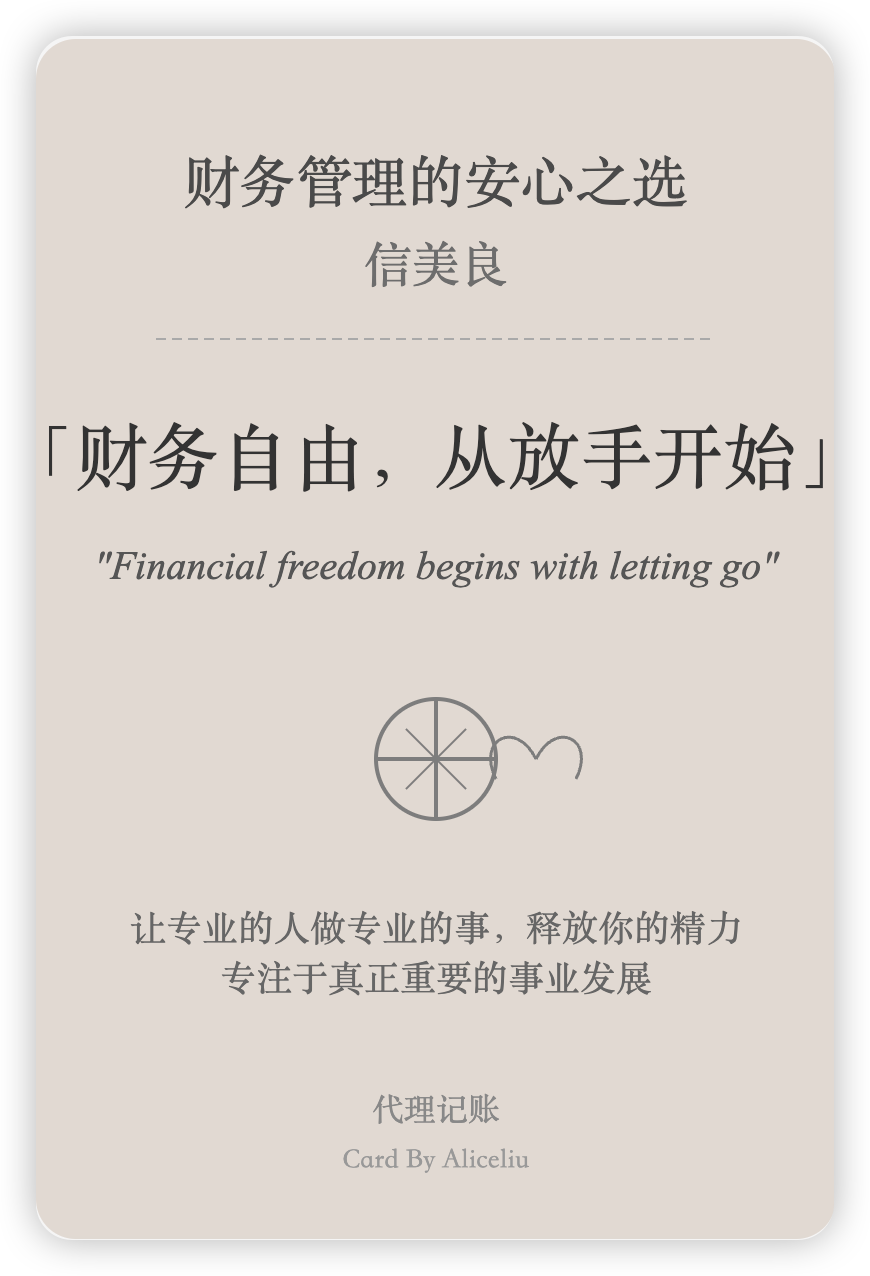 财务管理的安心之选
信美良
「财务自由，从放手开始」
"Financial freedom begins with letting go"
让专业的人做专业的事，释放你的精力
专注于真正重要的事业发展
代理记账
Card By Aliceliu